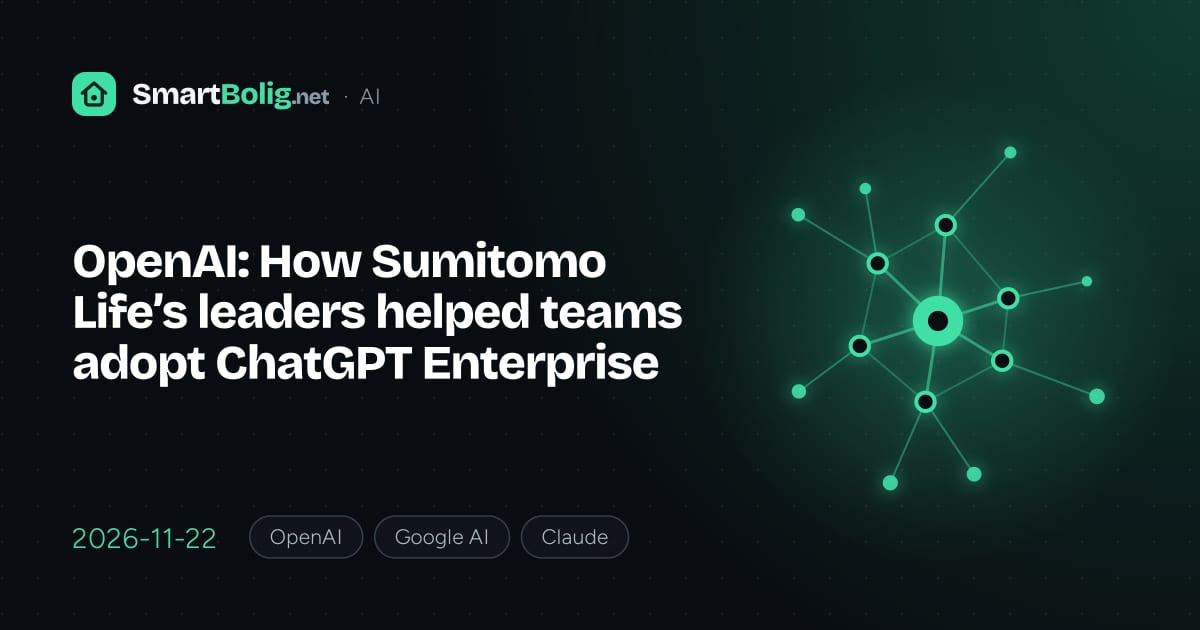 SmartBolig.net · AI
OpenAI: How Sumitomo
Life’s leaders helped teams
adopt ChatGPT Enterprise
2026-11-22 OpenAI Google AI Claude